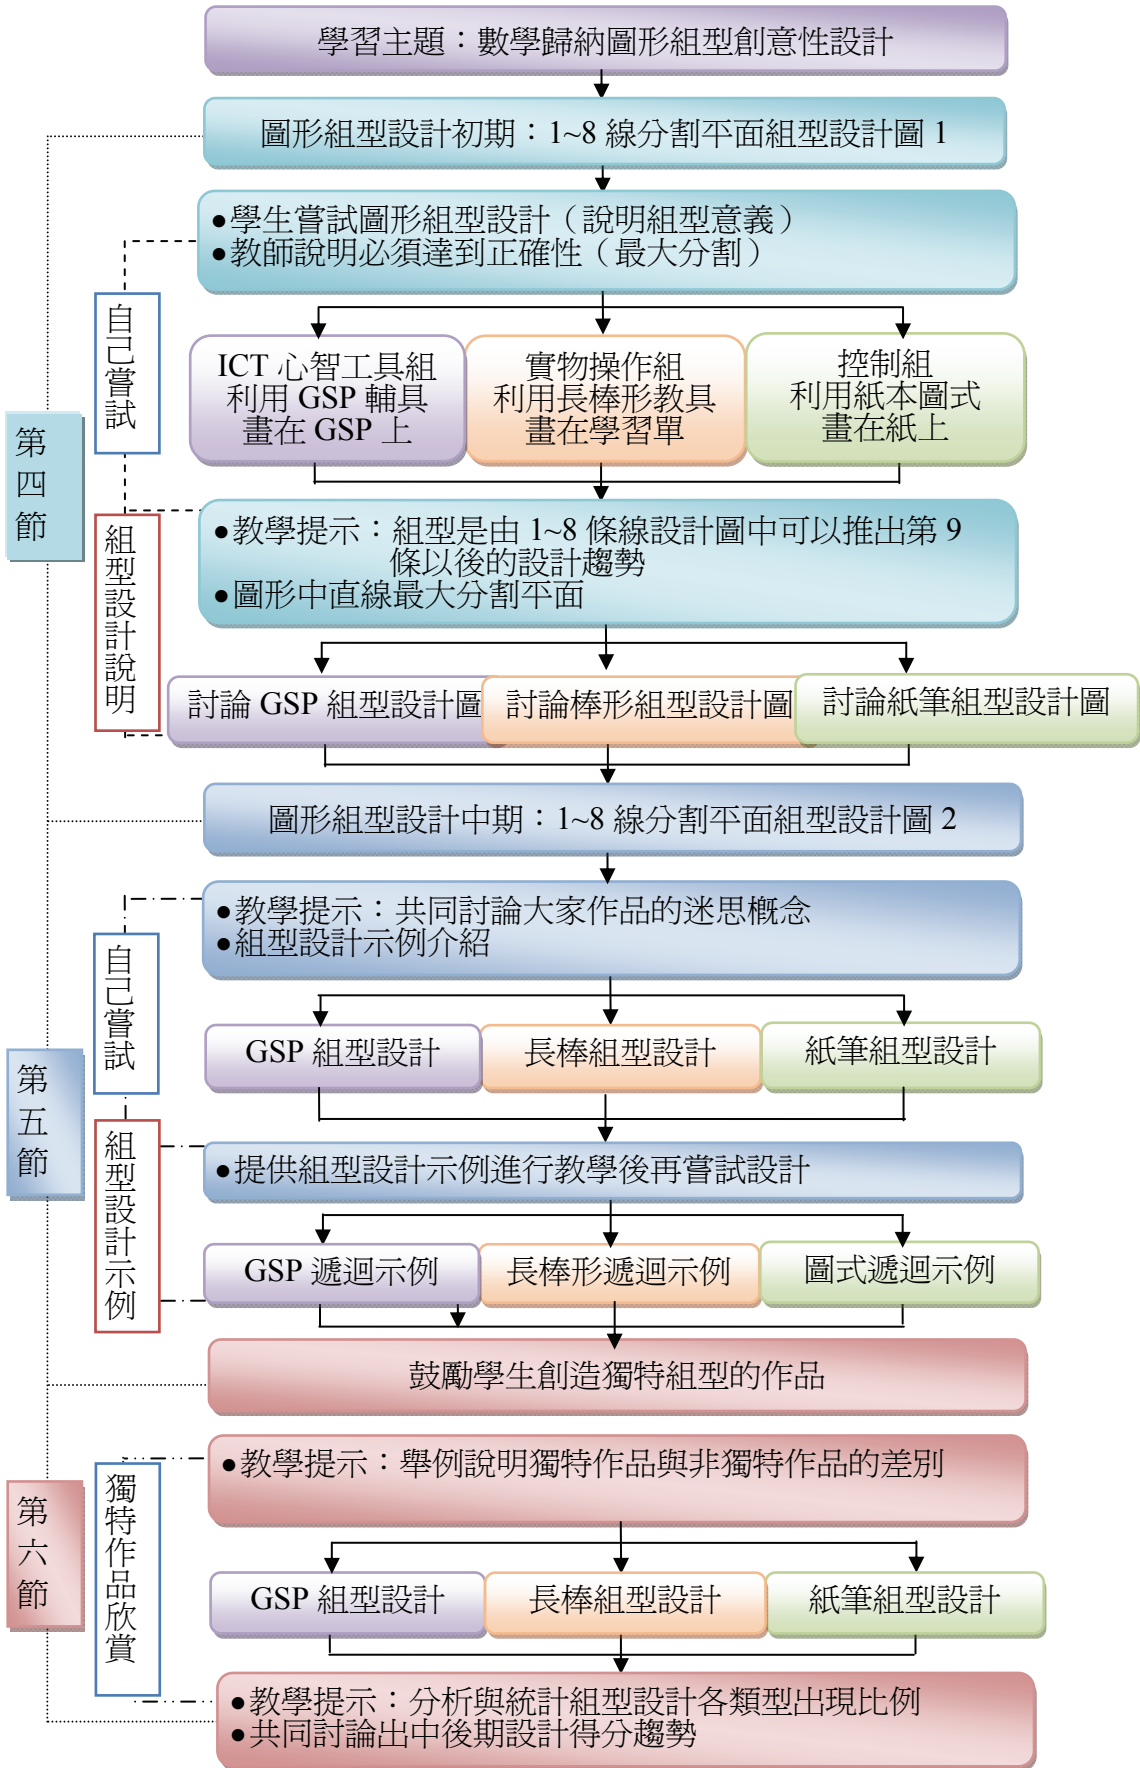 學習主題：數學歸納圖形組型創意性設計
圖形組型設計初期：1~8 線分割平面組型設計圖 1
●學生嘗試圖形組型設計（說明組型意義）
●教師說明必須達到正確性（最大分割）
自己嘗試
ICT 心智工具組
利用 GSP 輔具
畫在 GSP 上
實物操作組
利用長棒形教具
畫在學習單
控制組
利用紙本圖式
畫在紙上
第四節
組型設計說明
●教學提示：組型是由 1~8 條線設計圖中可以推出第 9
條以後的設計趨勢
●圖形中直線最大分割平面
討論 GSP 組型設計圖
討論棒形組型設計圖
討論紙筆組型設計圖
圖形組型設計中期：1~8 線分割平面組型設計圖 2
●教學提示：共同討論大家作品的迷思概念
●組型設計示例介紹
自己嘗試
GSP 組型設計
長棒組型設計
紙筆組型設計
第五節
組型設計示例
●提供組型設計示例進行教學後再嘗試設計
GSP 遞迴示例
長棒形遞迴示例
圖式遞迴示例
鼓勵學生創造獨特組型的作品
●教學提示：舉例說明獨特作品與非獨特作品的差別
第六節
獨特作品欣賞
GSP 組型設計
長棒組型設計
紙筆組型設計
●教學提示：分析與統計組型設計各類型出現比例
●共同討論出中後期設計得分趨勢